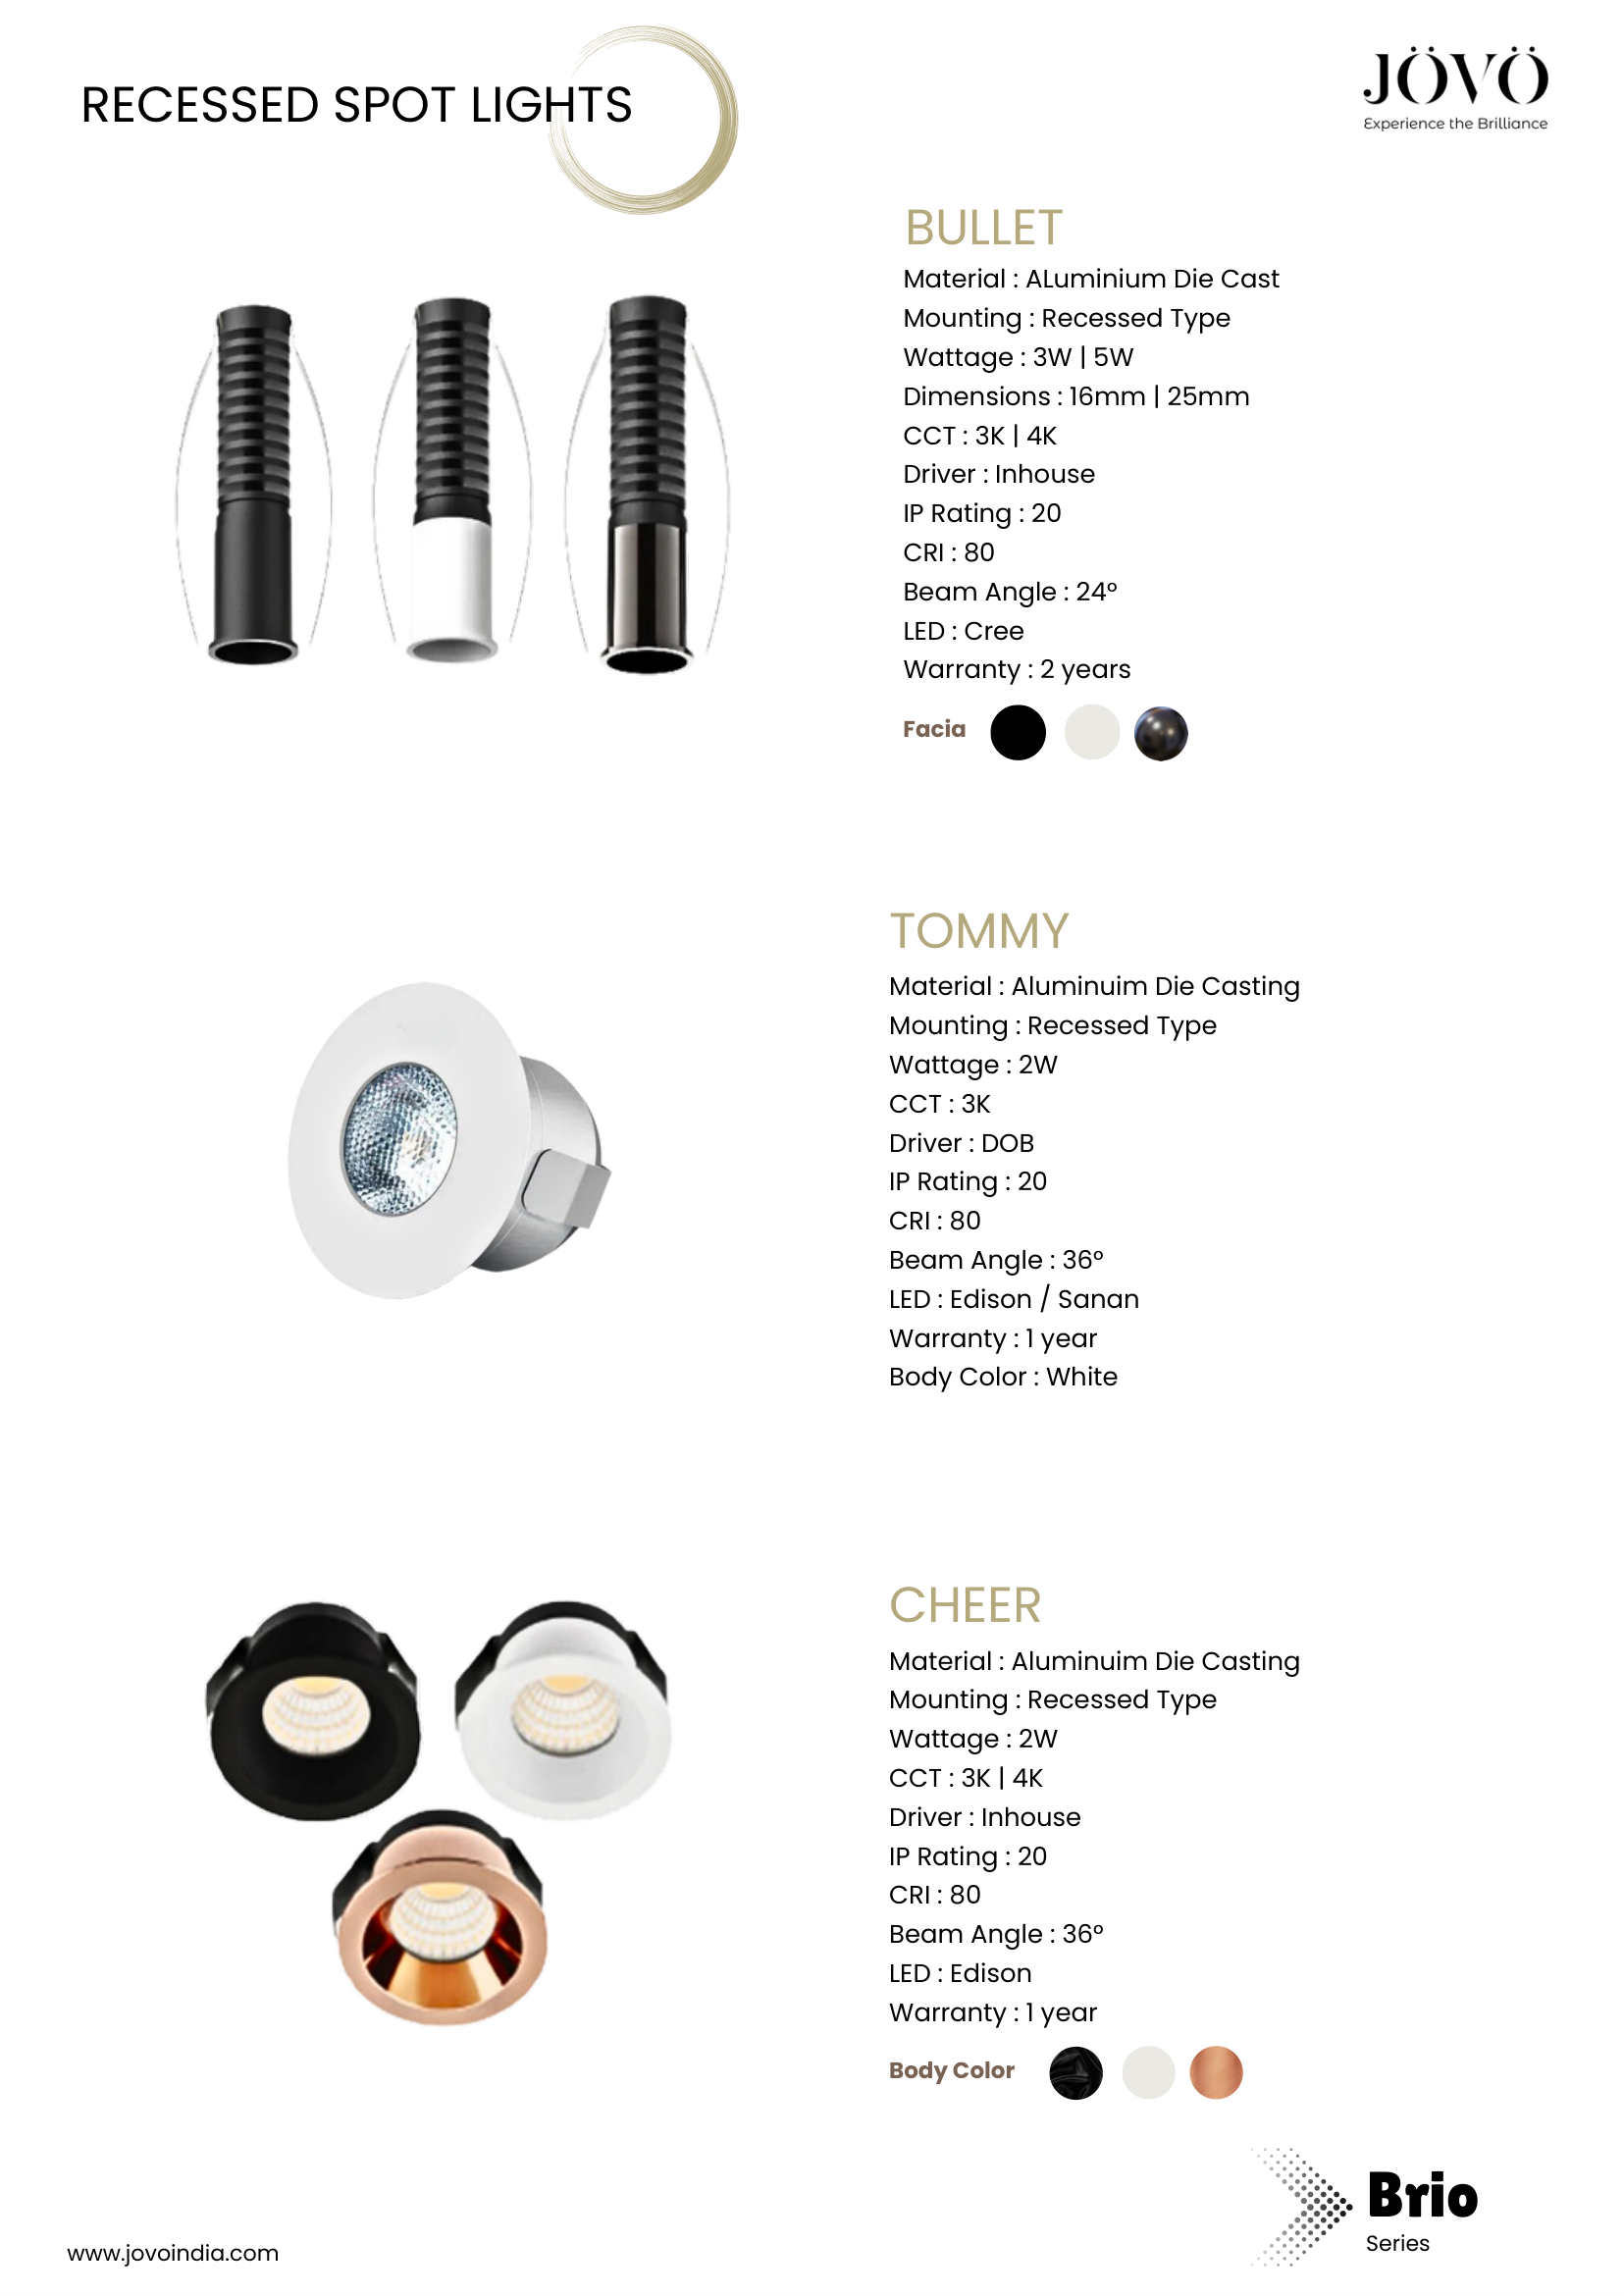 RECESSED SPOT LIGHTS
JÖVÖ
Experience the Brilliance
BULLET
Material : ALuminium Die Cast
Mounting : Recessed Type
Wattage : 3W | 5W
Dimensions : 16mm | 25mm
CCT : 3K | 4K
Driver : Inhouse
IP Rating : 20
CRI : 80
Beam Angle : 24°
LED : Cree
Warranty : 2 years
Facia
TOMMY
Material : Aluminuim Die Casting
Mounting : Recessed Type
Wattage : 2W
CCT : 3K
Driver : DOB
IP Rating : 20
CRI : 80
Beam Angle : 36°
LED : Edison / Sanan
Warranty : 1 year
Body Color : White
CHEER
Material : Aluminuim Die Casting
Mounting : Recessed Type
Wattage : 2W
CCT : 3K | 4K
Driver : Inhouse
IP Rating : 20
CRI : 80
Beam Angle : 36°
LED : Edison
Warranty : 1 year
Body Color
Brio
Series
www.jovoindia.com